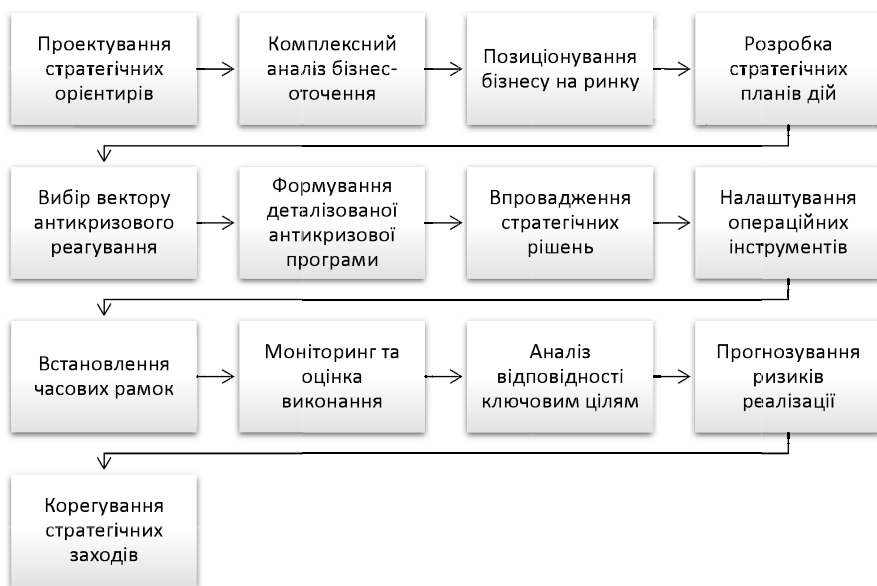 Проектування
стратегічних
орієнтирів
Комплексний
аналіз бізнес-
оточення
Позиціонування
бізнесу на ринку
Розробка
стратегічних
планів дій
Вибір вектору
антикризового
реагування
Формування
деталізованої
антикризової
програми
Впровадження
стратегічних
рішень
Налаштування
операційних
інструментів
Встановлення
часових рамок
Моніторинг та
оцінка
виконання
Аналіз
відповідності
ключовим цілям
Прогнозування
ризиків
реалізації
Корегування
стратегічних
заходів